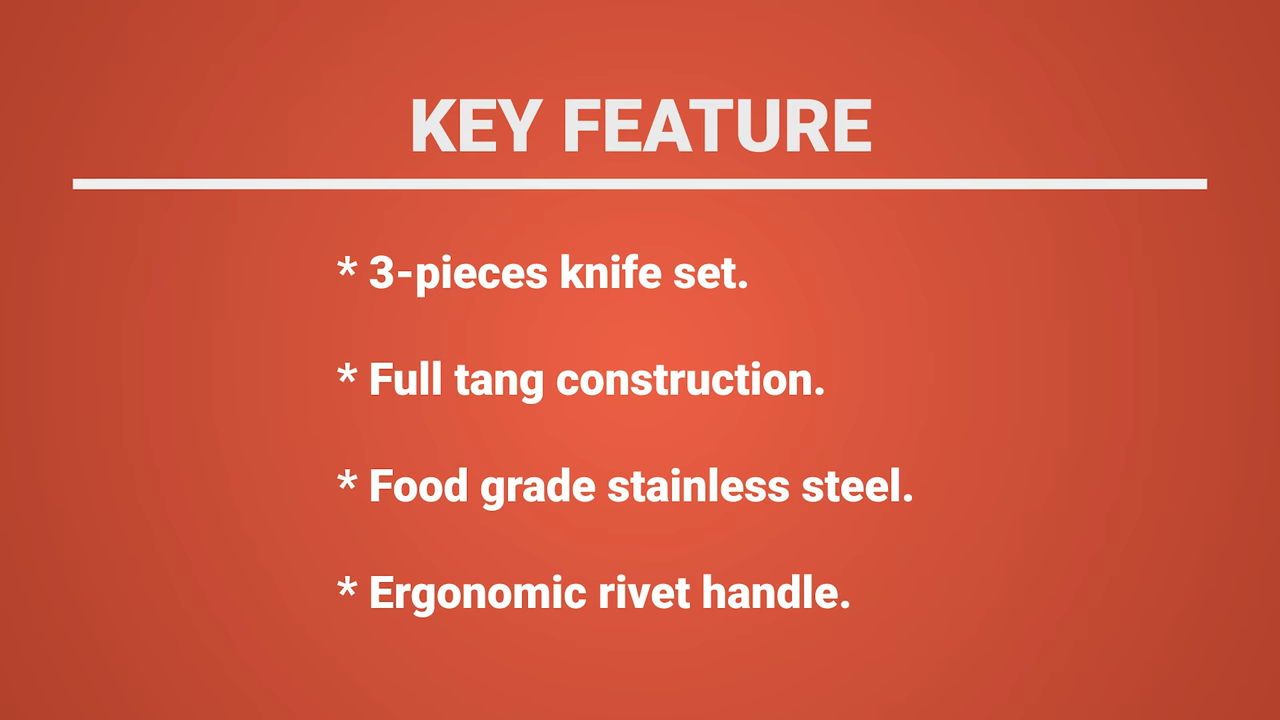 KEY FEATURE
* 3-pieces knife set.
* Full tang construction.
* Food grade stainless steel.
* Ergonomic rivet handle.